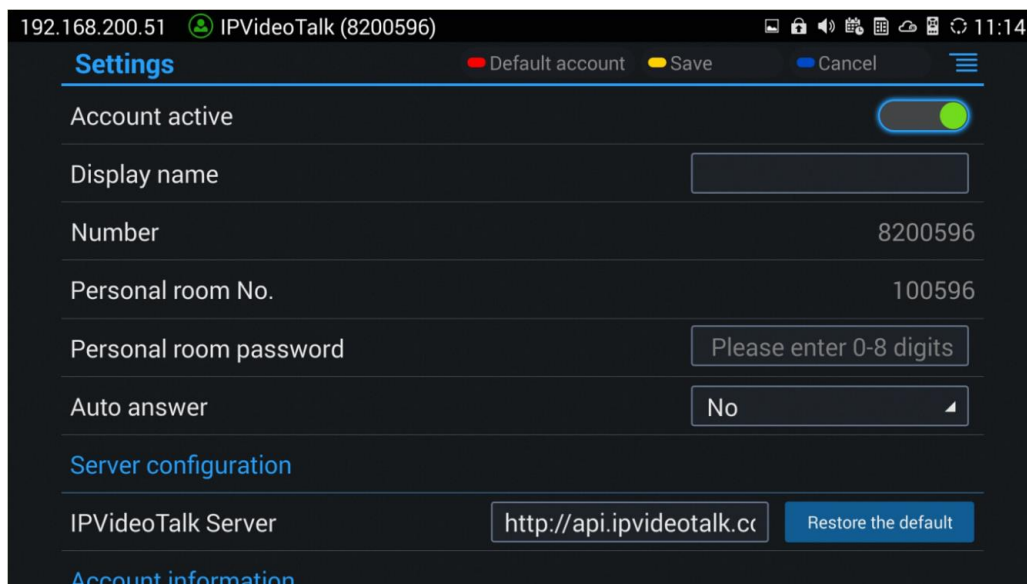 192.168.200.51 IPVideoTalk (8200596) 11:14
Settings Default account Save Cancel
Account active
Display name
Number 8200596
Personal room No. 100596
Personal room password Please enter 0-8 digits
Auto answer No
Server configuration
IPVideoTalk Server http://api.ipvideotalk.co Restore the default
Account information